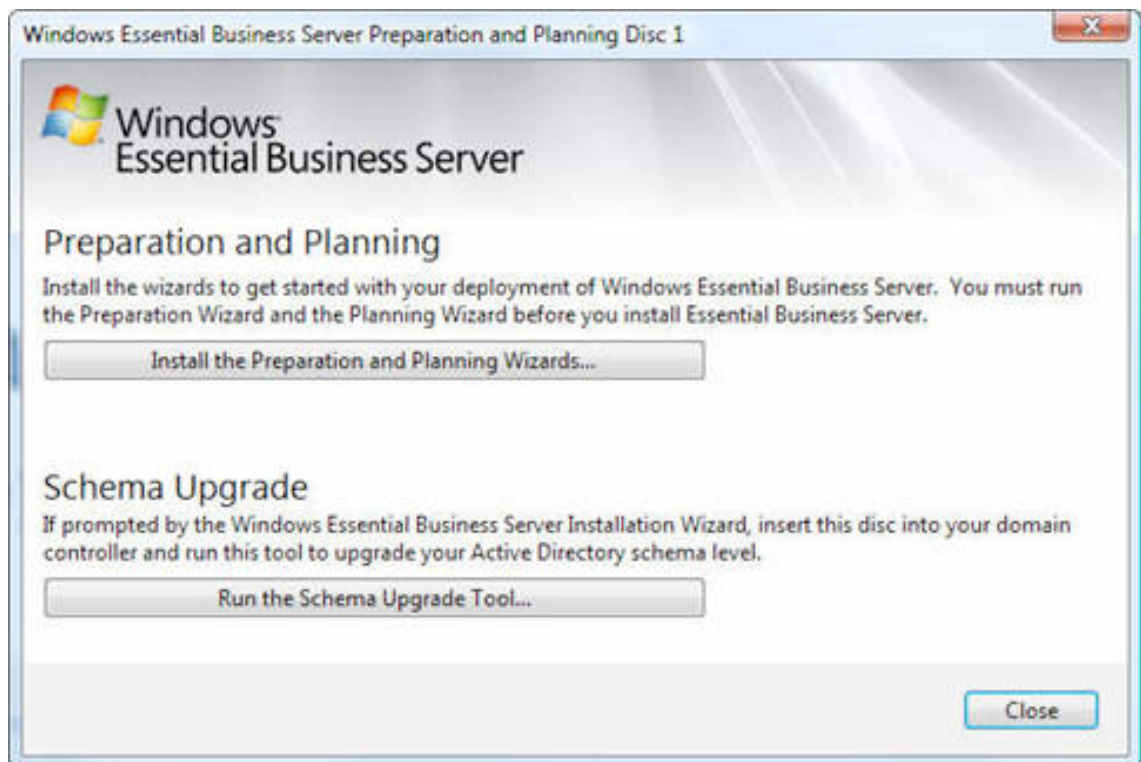 Windows Essential Business Server Preparation and Planning Disc 1
Windows
Essential Business Server
Preparation and Planning
Install the wizards to get started with your deployment of Windows Essential Business Server. You must run
the Preparation Wizard and the Planning Wizard before you install Essential Business Server.
Install the Preparation and Planning Wizards...
Schema Upgrade
If prompted by the Windows Essential Business Server Installation Wizard, insert this disc into your domain
controller and run this tool to upgrade your Active Directory schema level.
Run the Schema Upgrade Tool...
Close